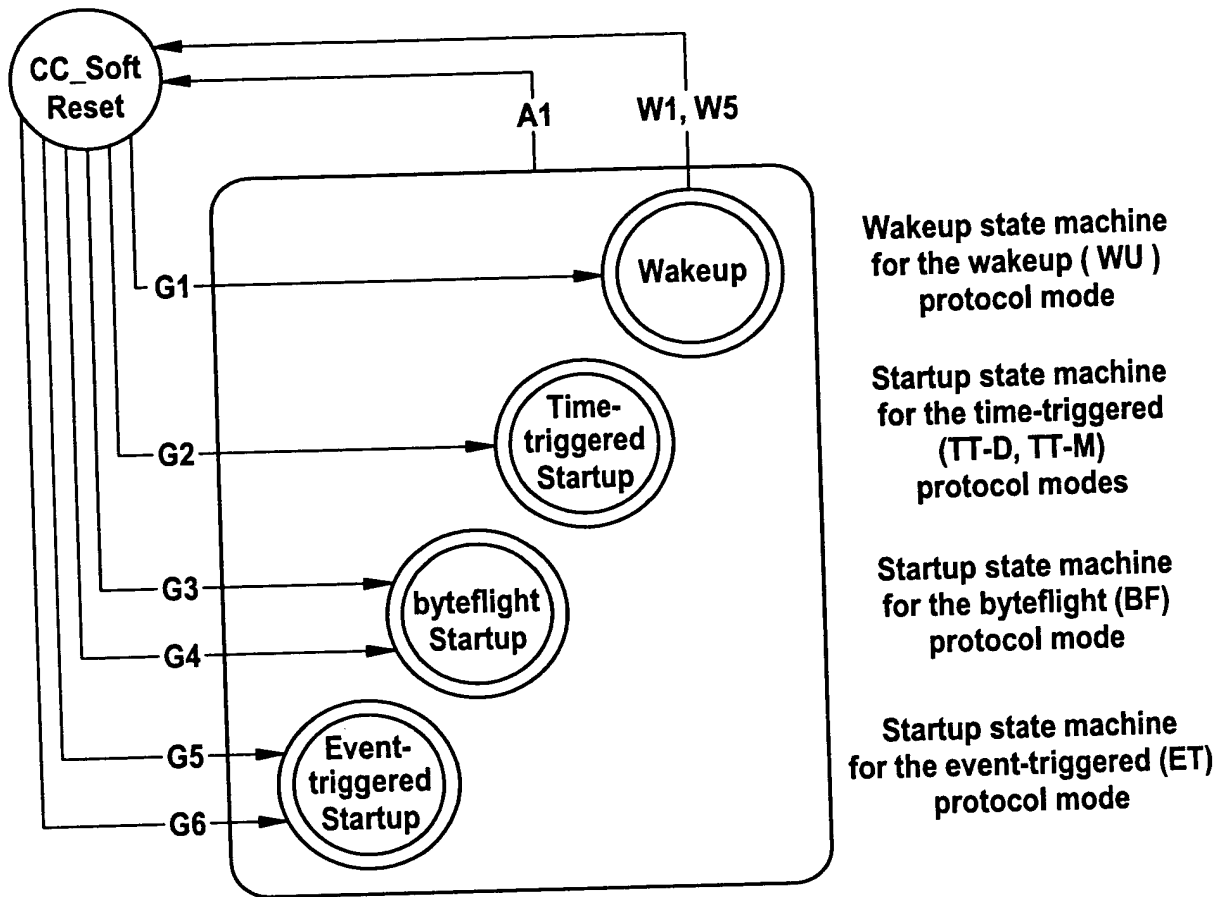 CC_Soft
Reset
A1
W1, W5
Wakeup
G1
Wakeup state machine
for the wakeup ( WU )
protocol mode
Time-
triggered
Startup
G2
Startup state machine
for the time-triggered
(TT-D, TT-M)
protocol modes
G3
byteflight
Startup
G4
Startup state machine
for the byteflight (BF)
protocol mode
G5
Event-
triggered
Startup
G6
Startup state machine
for the event-triggered (ET)
protocol mode